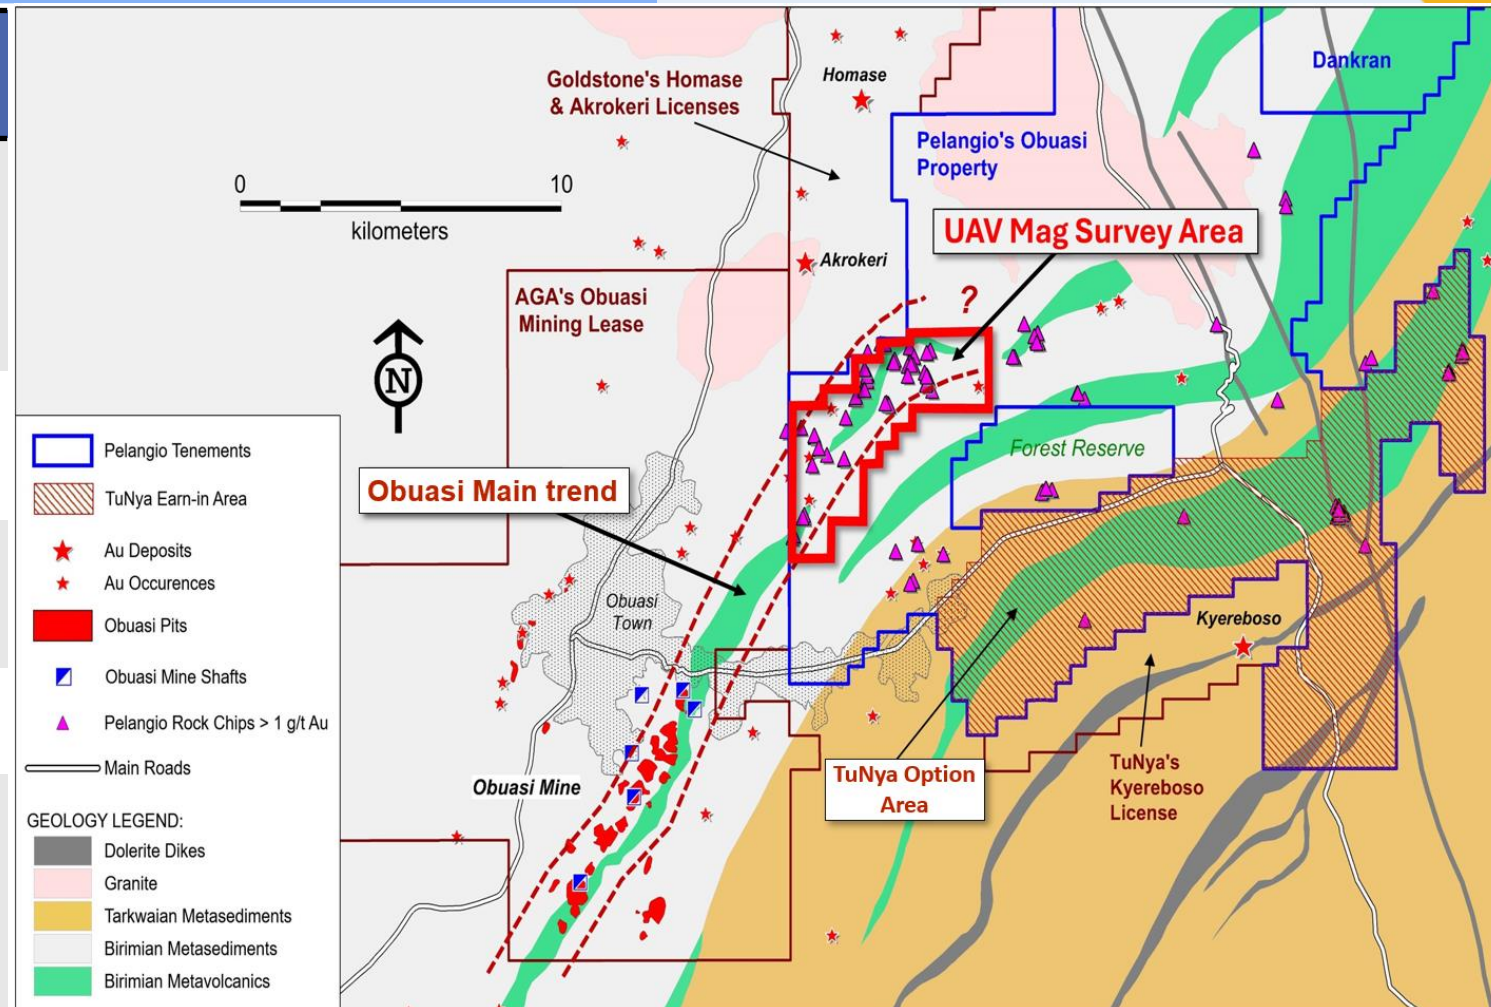 Goldstone's Homase
& Akrokeri Licenses
Homase
Dankran
Pelangio's Obuasi
Property
0
10
kilometers
UAV Mag Survey Area
Akrokeri
AGA's Obuasi
Mining Lease
?
N
Pelangio Tenements
TuNya Earn-in Area
Au Deposits
Au Occurences
Obuasi Pits
Obuasi Mine Shafts
Pelangio Rock Chips > 1 g/t Au
Main Roads
GEOLOGY LEGEND:
Dolerite Dikes
Granite
Tarkwaian Metasediments
Birimian Metasediments
Birimian Metavolcanics
Obuasi Main trend
Forest Reserve
Obuasi
Town
Kyereboso
Obuasi Mine
TuNya Option
Area
TuNya's
Kyereboso
License